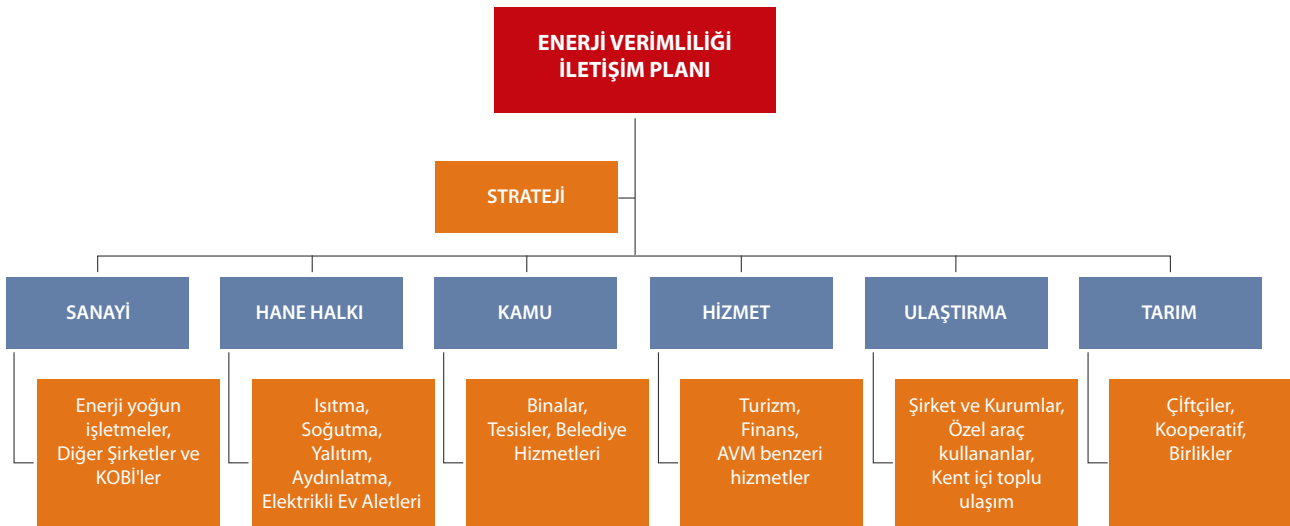 ENERJİ VERİMLİLİĞİ
İLETİŞİM PLANI
STRATEJİ
SANAYİ
HANE HALKI
KAMU
HİZMET
ULAŞTIRMA
TARIM
Enerji yoğun
işletmeler,
Diğer Şirketler ve
KOBİ'ler
Isıtma,
Soğutma,
Yalıtım,
Aydınlatma,
Elektrikli Ev Aletleri
Binalar,
Tesisler, Belediye
Hizmetleri
Turizm,
Finans,
AVM benzeri
hizmetler
Şirket ve Kurumlar,
Özel araç
kullananlar,
Kent içi toplu
ulaşım
Çİftçiler,
Kooperatif,
Birlikler